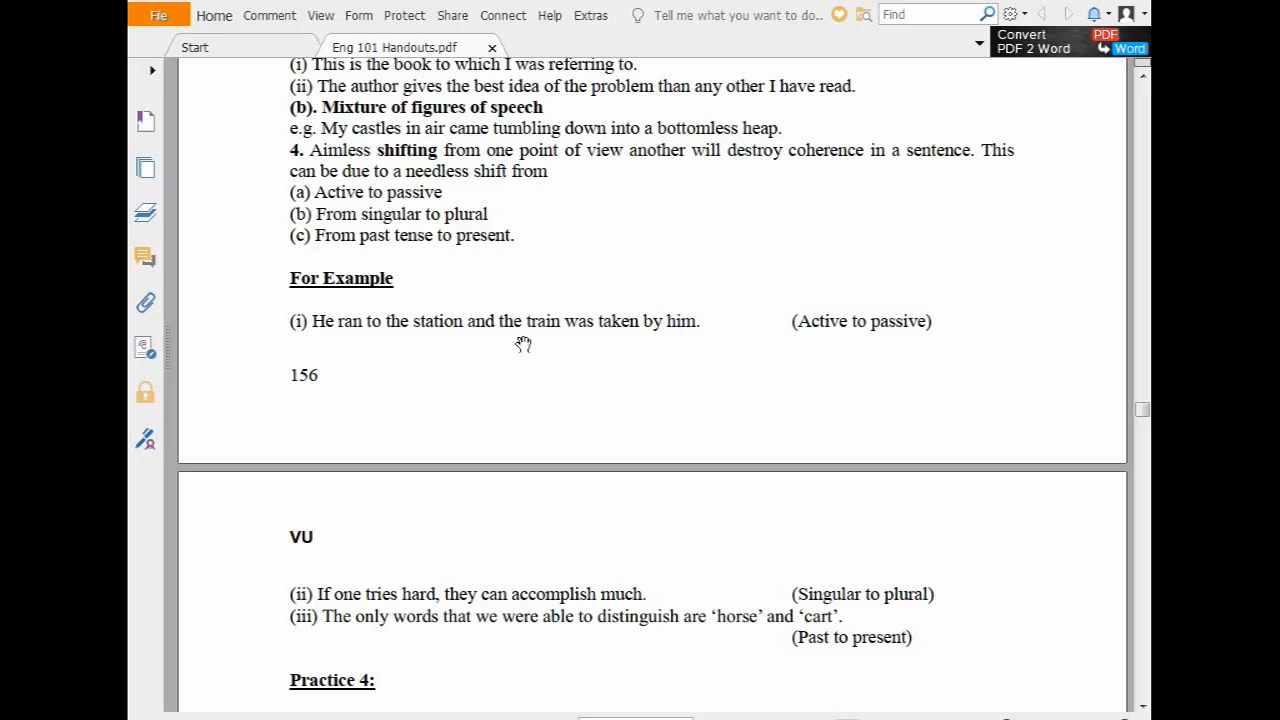 File Home Comment View Form Protect Share Connect Help Extras Tell me what you want to do.. Find
Start Eng 101 Handouts.pdf × Convert PDF 2 Word PDF Word
(i) This is the book to which I was referring to.
(ii) The author gives the best idea of the problem than any other I have read.
(b). Mixture of figures of speech
e.g. My castles in air came tumbling down into a bottomless heap.
4. Aimless shifting from one point of view another will destroy coherence in a sentence. This
can be due to a needless shift from
(a) Active to passive
(b) From singular to plural
(c) From past tense to present.
For Example
(i) He ran to the station and the train was taken by him. (Active to passive)
156
VU
(ii) If one tries hard, they can accomplish much. (Singular to plural)
(iii) The only words that we were able to distinguish are ‘horse’ and ‘cart’.
(Past to present)
Practice 4: